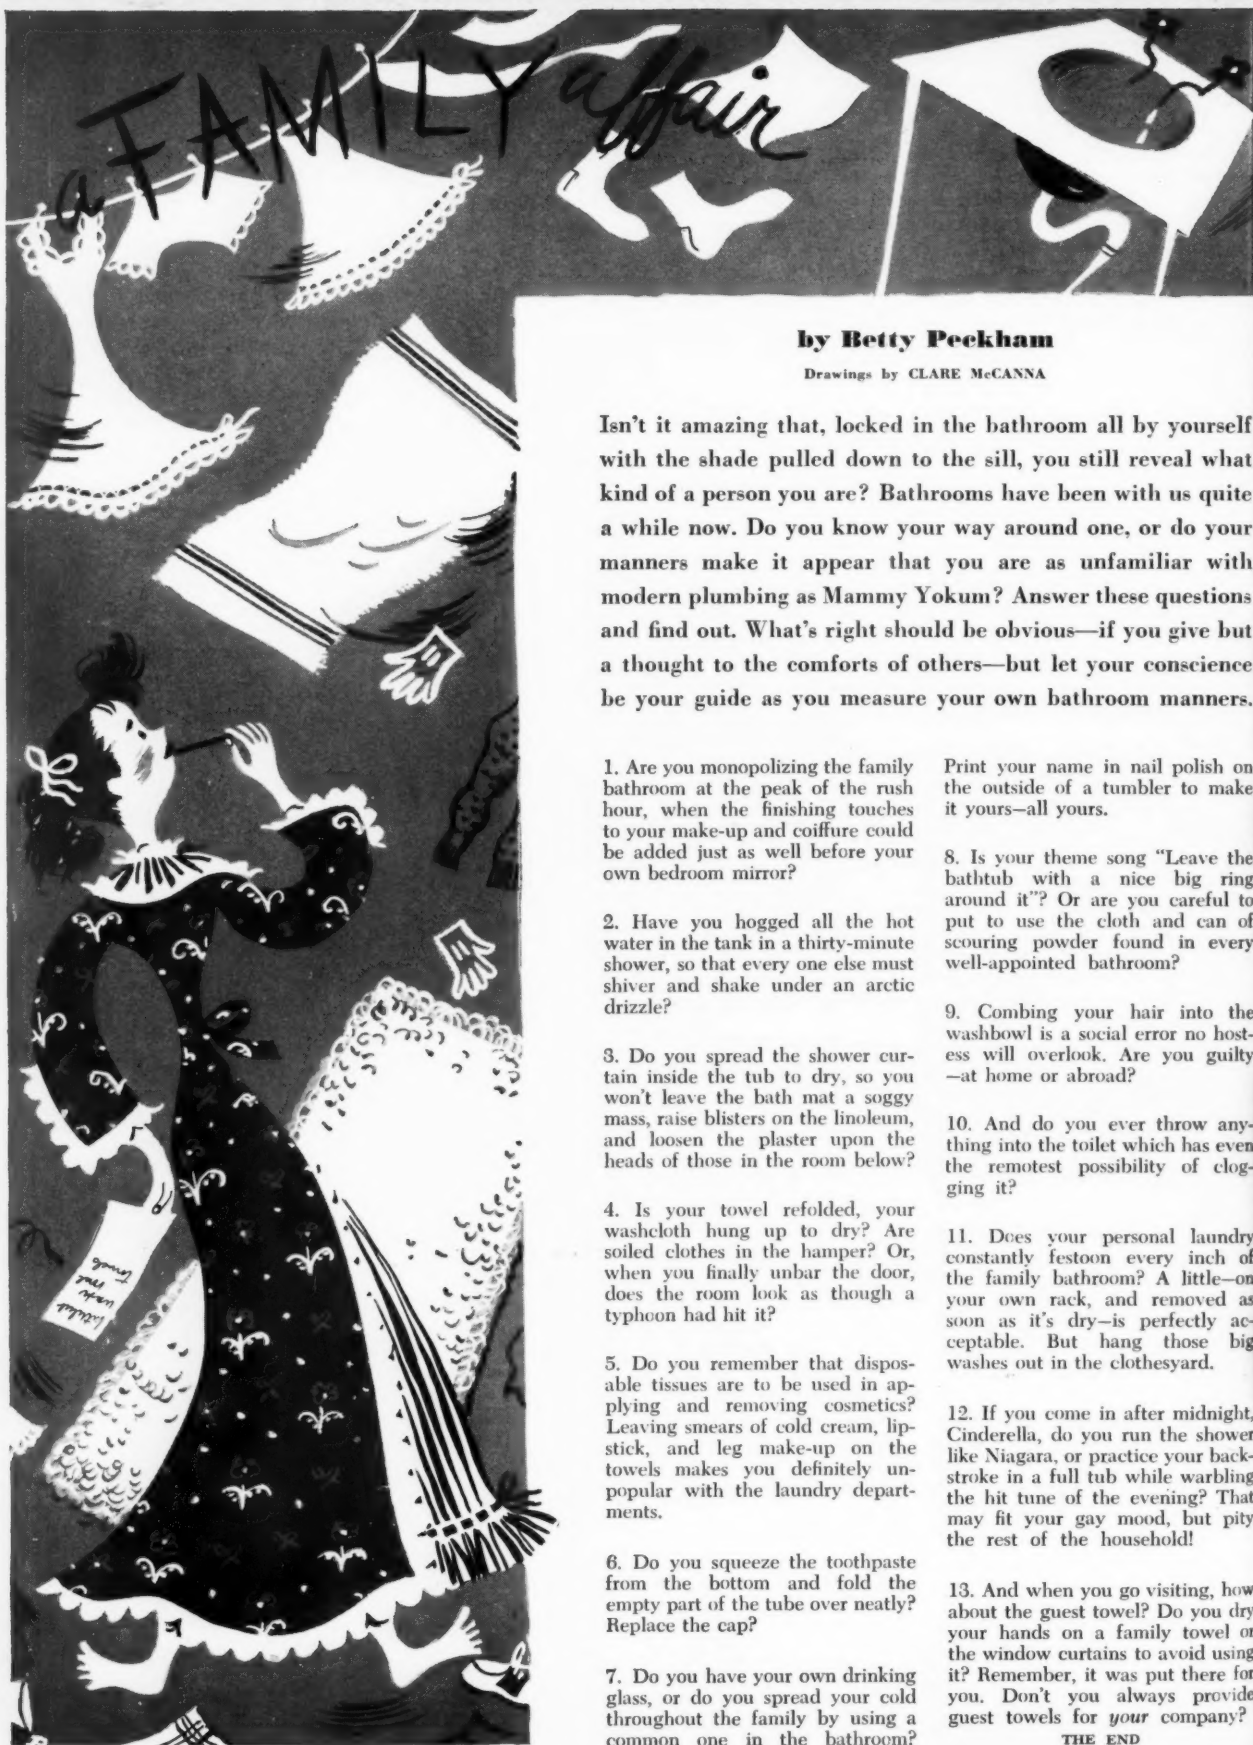 a FAMILY affair
by Betty Peckham
Drawings by CLARE McCANNA
Isn't it amazing that, locked in the bathroom all by yourself
with the shade pulled down to the sill, you still reveal what
kind of a person you are? Bathrooms have been with us quite
a while now. Do you know your way around one, or do your
manners make it appear that you are as unfamiliar with
modern plumbing as Mammy Yokum? Answer these questions
and find out. What's right should be obvious—if you give but
a thought to the comforts of others—but let your conscience
be your guide as you measure your own bathroom manners.
1. Are you monopolizing the family
bathroom at the peak of the rush
hour, when the finishing touches
to your make-up and coiffure could
be added just as well before your
own bedroom mirror?
2. Have you hogged all the hot
water in the tank in a thirty-minute
shower, so that every one else must
shiver and shake under an arctic
drizzle?
3. Do you spread the shower cur-
tain inside the tub to dry, so you
won't leave the bath mat a soggy
mass, raise blisters on the linoleum,
and loosen the plaster upon the
heads of those in the room below?
4. Is your towel refolded, your
washcloth hung up to dry? Are
soiled clothes in the hamper? Or,
when you finally unbar the door,
does the room look as though a
typhoon had hit it?
5. Do you remember that dispos-
able tissues are to be used in ap-
plying and removing cosmetics?
Leaving smears of cold cream, lip-
stick, and leg make-up on the
towels makes you definitely un-
popular with the laundry depart-
ments.
6. Do you squeeze the toothpaste
from the bottom and fold the
empty part of the tube over neatly?
Replace the cap?
7. Do you have your own drinking
glass, or do you spread your cold
throughout the family by using a
common one in the bathroom?
Print your name in nail polish on
the outside of a tumbler to make
it yours—all yours.
8. Is your theme song "Leave the
bathtub with a nice big ring
around it"? Or are you careful to
put to use the cloth and can of
scouring powder found in every
well-appointed bathroom?
9. Combing your hair into the
washbowl is a social error no host-
ess will overlook. Are you guilty
—at home or abroad?
10. And do you ever throw any-
thing into the toilet which has even
the remotest possibility of clog-
ging it?
11. Does your personal laundry
constantly festoon every inch of
the family bathroom? A little—on
your own rack, and removed as
soon as it's dry—is perfectly ac-
ceptable. But hang those big
washes out in the clothesyard.
12. If you come in after midnight,
Cinderella, do you run the shower
like Niagara, or practice your back-
stroke in a full tub while warbling
the hit tune of the evening? That
may fit your gay mood, but pity
the rest of the household!
13. And when you go visiting, how
about the guest towel? Do you dry
your hands on a family towel or
the window curtains to avoid using
it? Remember, it was put there for
you. Don't you always provide
guest towels for your company?
THE END